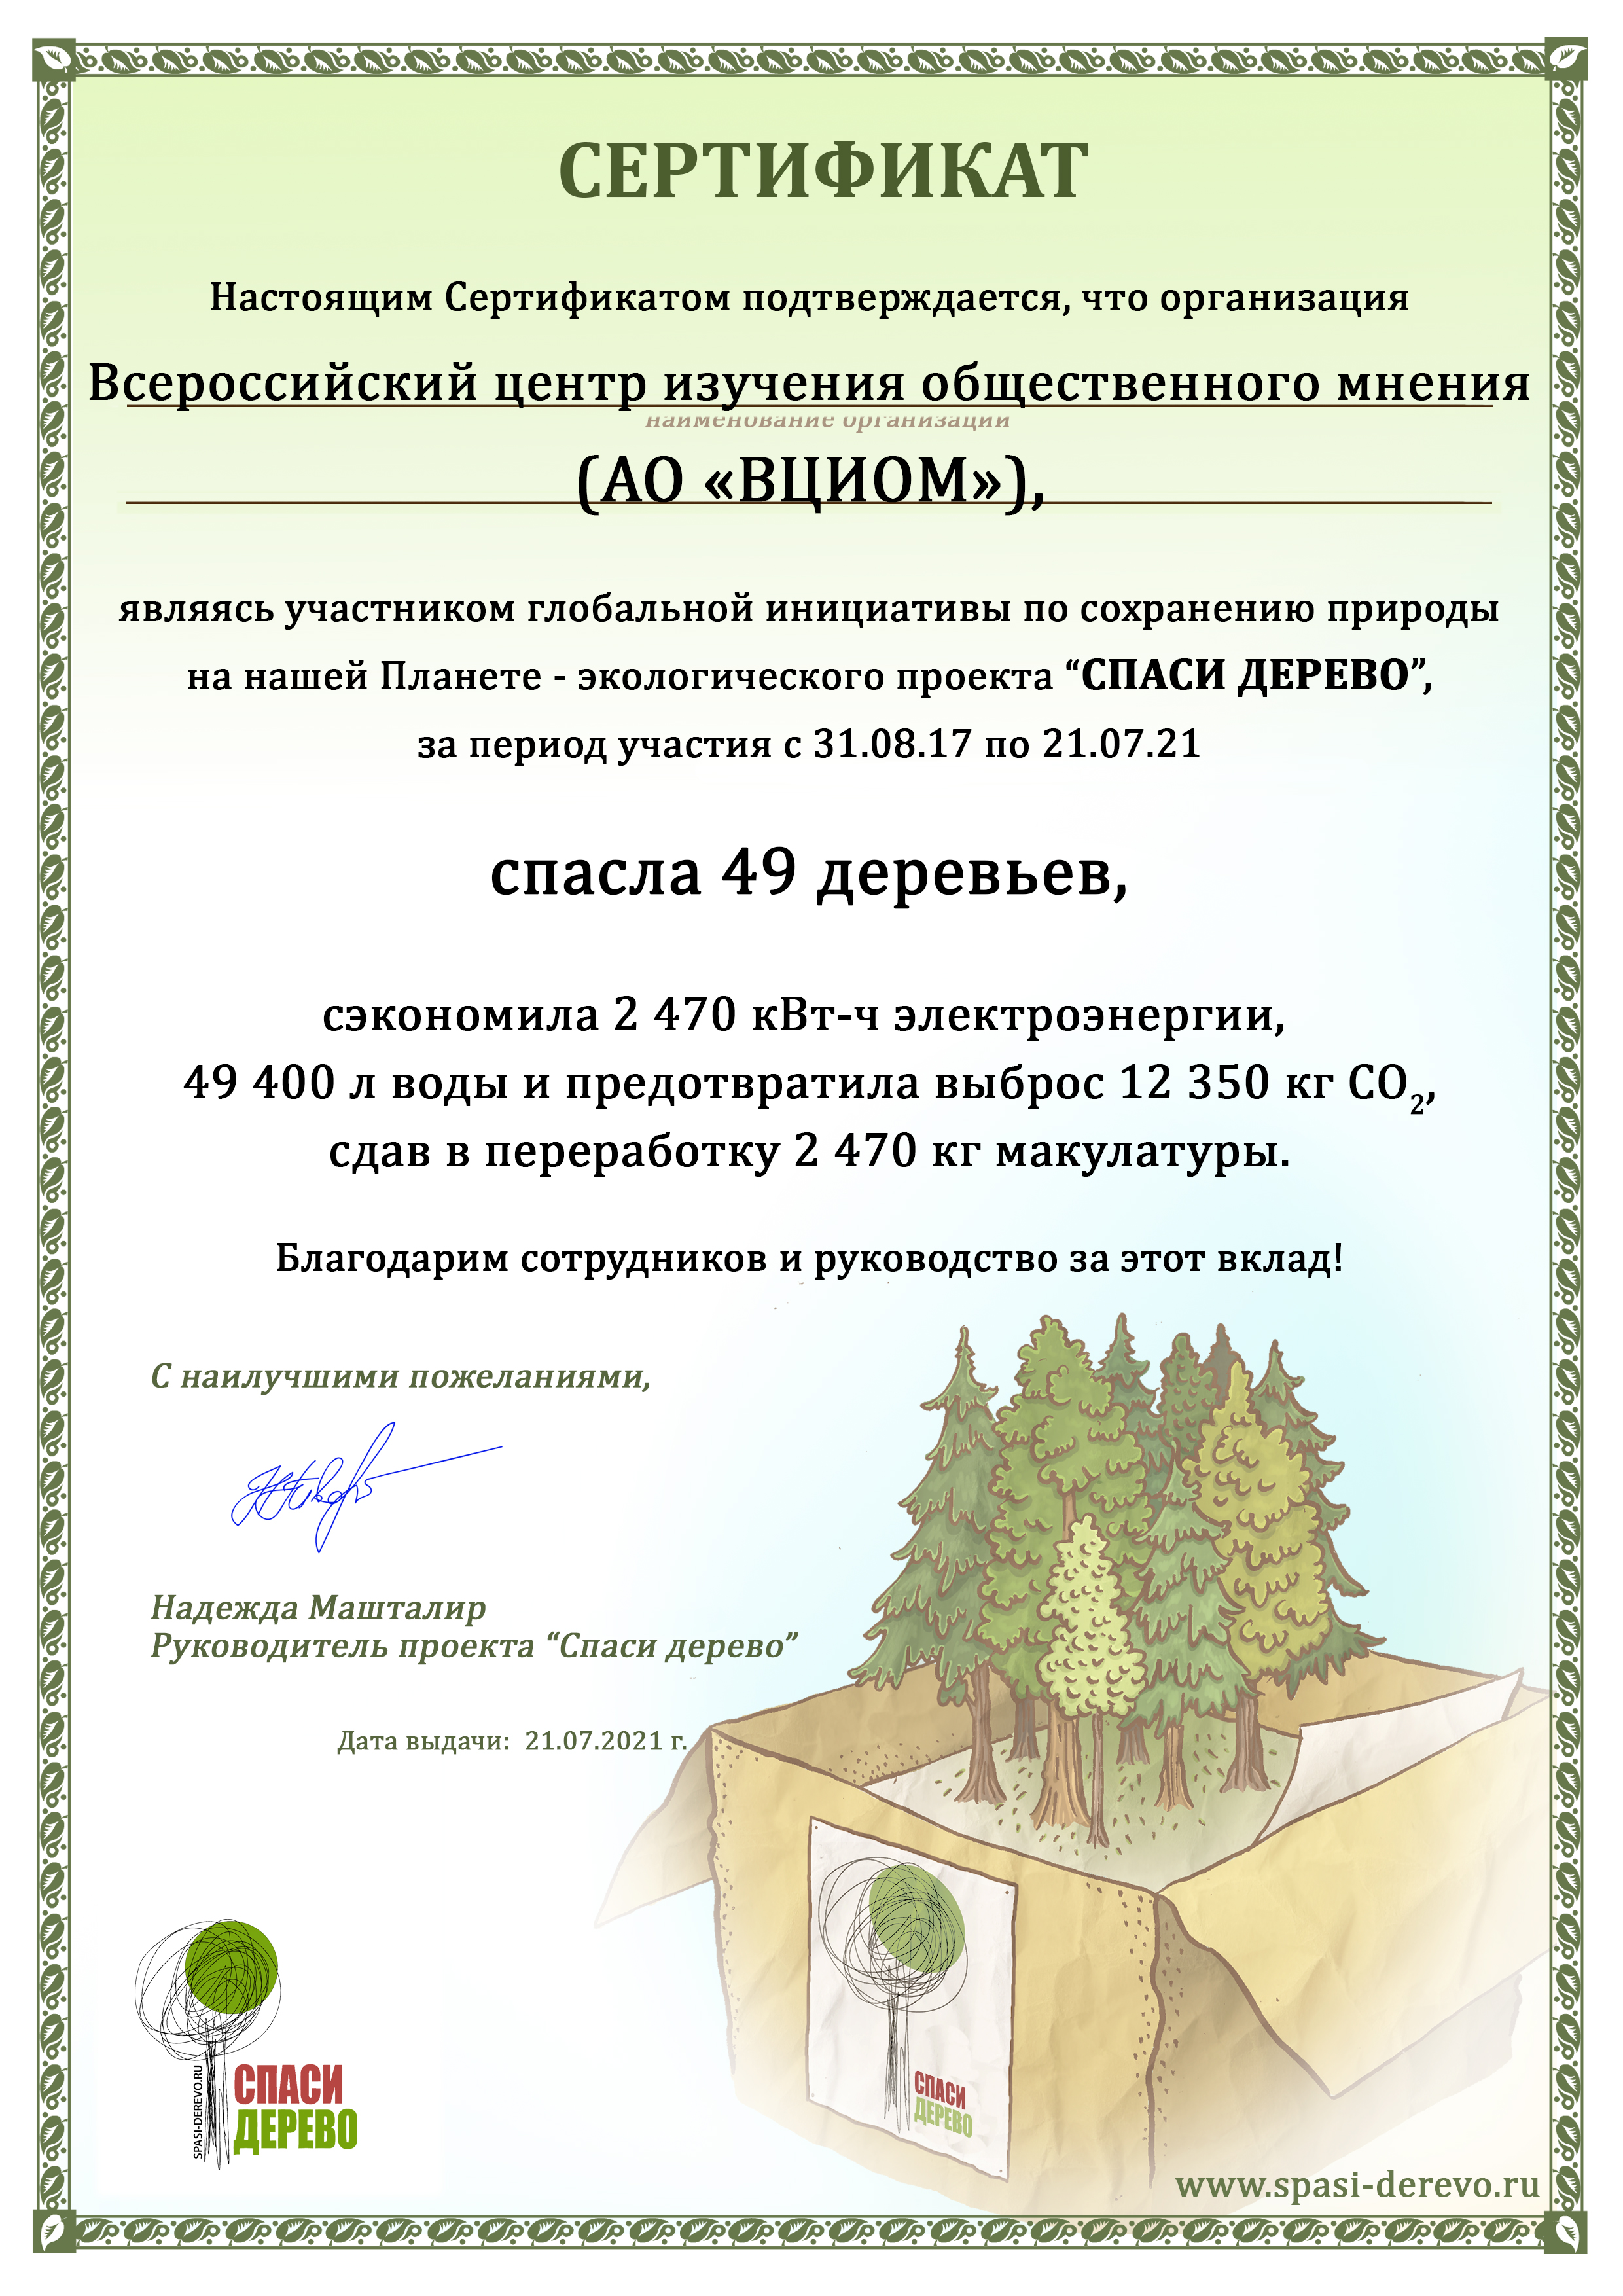 СЕРТИФИКАТ
Настоящим Сертификатом подтверждается, что организация
Всероссийский центр изучения общественного мнения
наименование организации
(АО «ВЦИОМ»),
являясь участником глобальной инициативы по сохранению природы
на нашей Планете - экологического проекта “СПАСИ ДЕРЕВО”,
за период участия с 31.08.17 по 21.07.21
спасла 49 деревьев,
сэкономила 2 470 кВт-ч электроэнергии,
49 400 л воды и предотвратила выброс 12 350 кг СО₂,
сдав в переработку 2 470 кг макулатуры.
Благодарим сотрудников и руководство за этот вклад!
С наилучшими пожеланиями,
Надежда Машталир
Руководитель проекта “Спаси дерево”
Дата выдачи: 21.07.2021 г.
SPASI-DEREVO.RU
СПАСИ
ДЕРЕВО
СПАСИ
ДЕРЕВО
www.spasi-derevo.ru